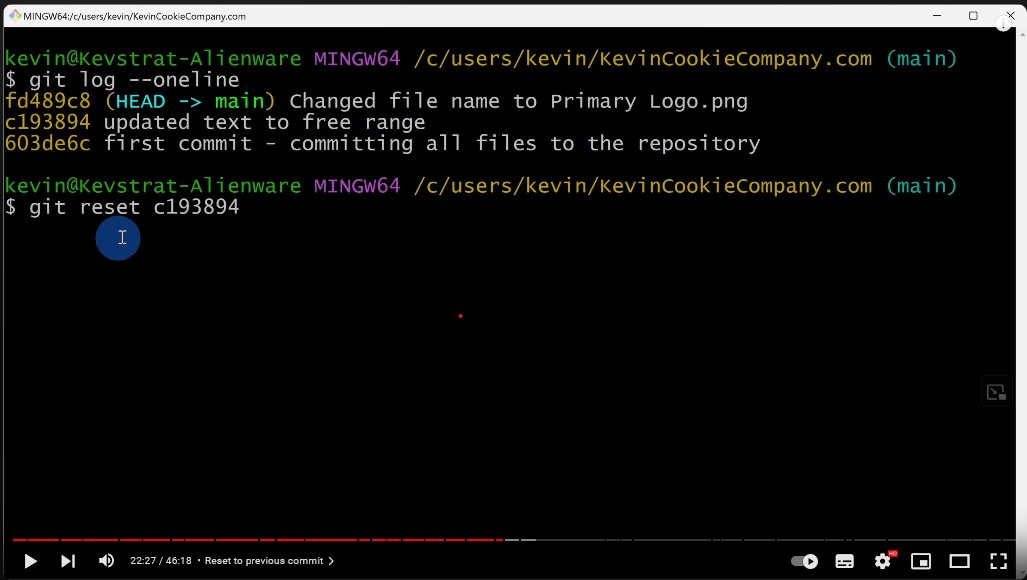 MINGW64:/c/users/kevin/KevinCookieCompany.com
kevin@Kevstrat-Alienware MINGW64 /c/users/kevin/KevinCookieCompany.com (main)
$ git log --oneline
fd489c8 (HEAD -> main) Changed file name to Primary Logo.png
c193894 updated text to free range
603de6c first commit - committing all files to the repository
kevin@Kevstrat-Alienware MINGW64 /c/users/kevin/KevinCookieCompany.com (main)
$ git reset c193894
22:27 / 46:18 • Reset to previous commit >
HD